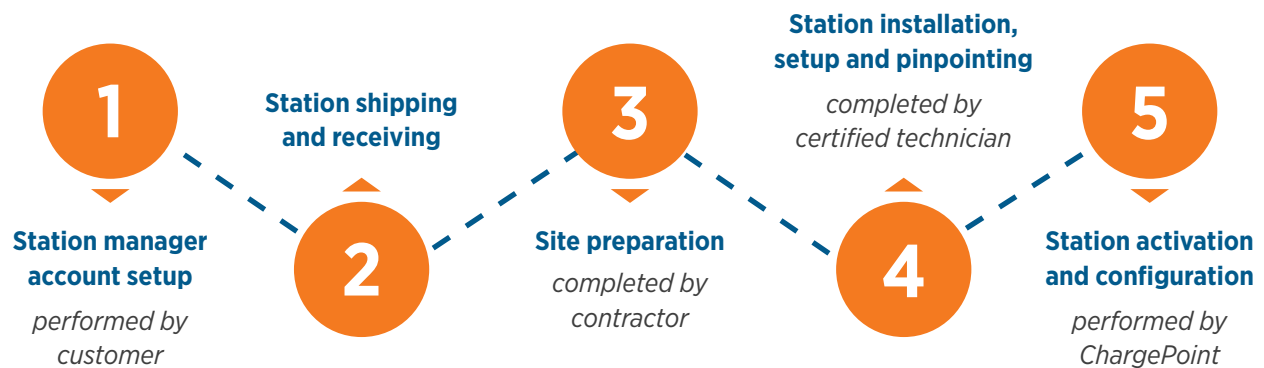 1
Station manager
account setup
performed by
customer
Station shipping
and receiving
2
3
Site preparation
completed by
contractor
Station installation,
setup and pinpointing
completed by
certified technician
4
5
Station activation
and configuration
performed by
ChargePoint